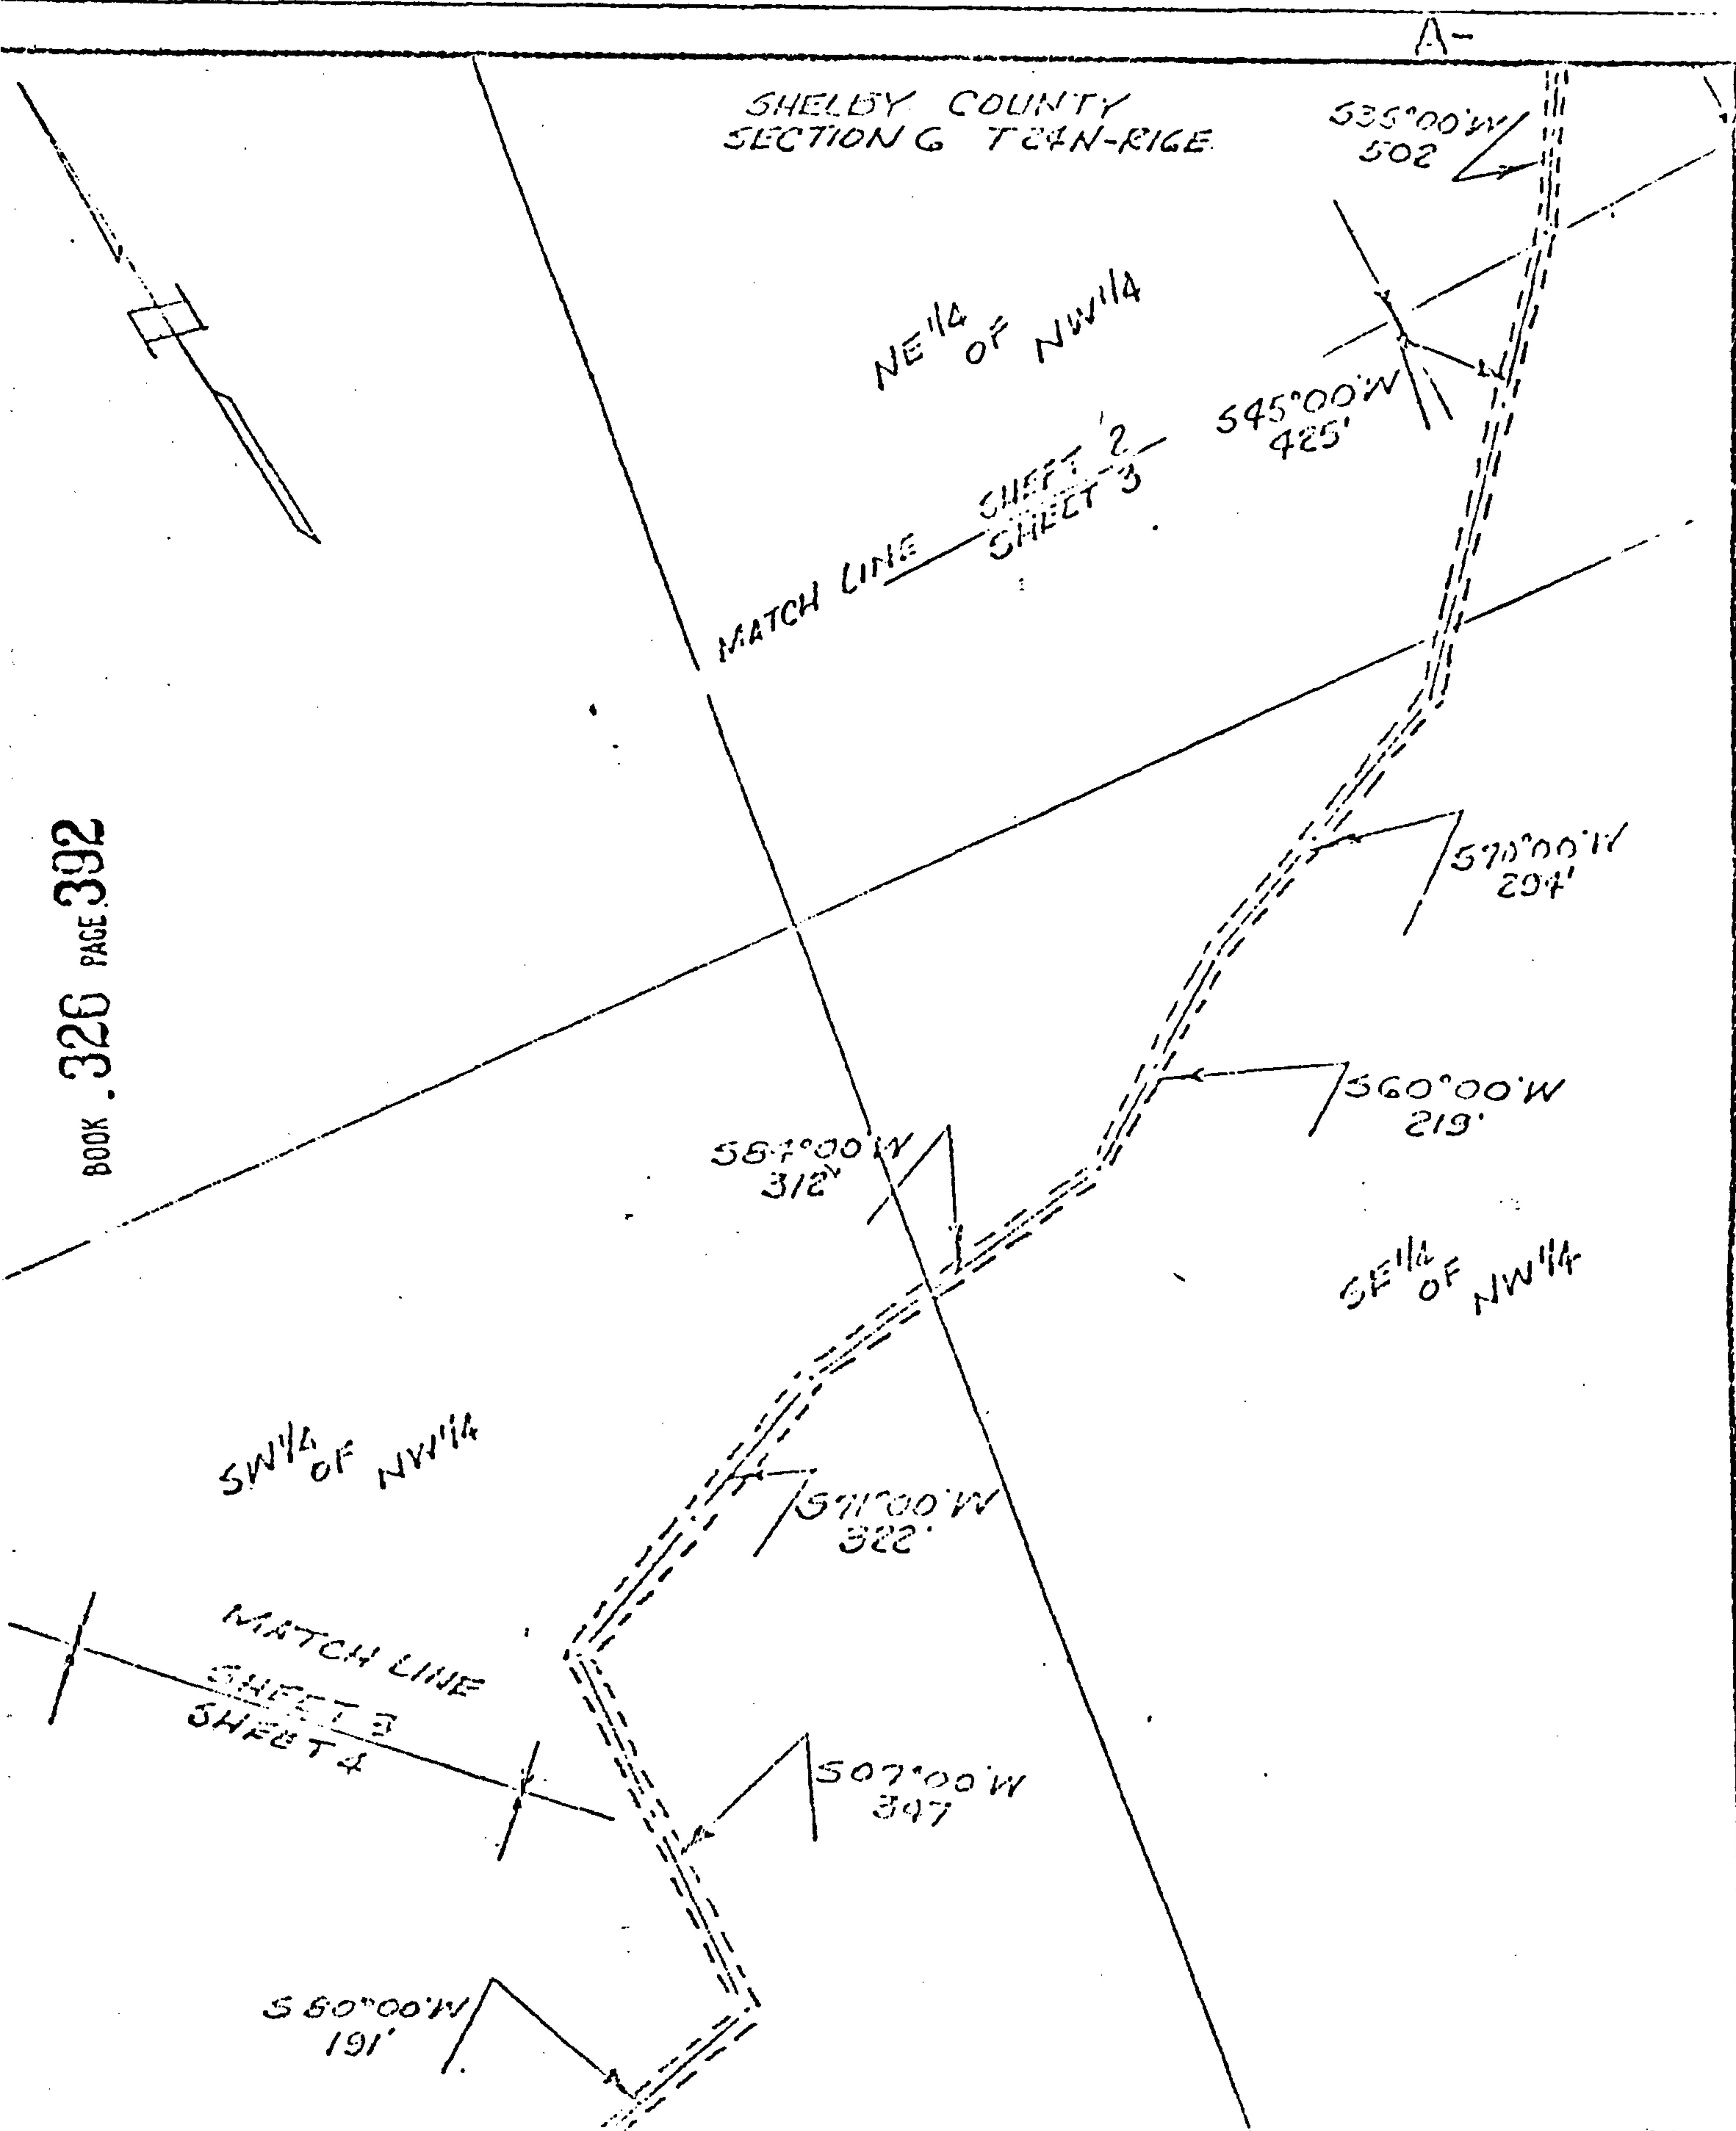 A-
SHELBY COUNTY
SECTION 6 T24N-R16E
S35°00'W
502
NE 1/4 OF NW 1/4
S45°00'W
425'
MATCH LINE
SHEET 2
SHEET 3
BOOK 326 PAGE 392
S70°00'W
294'
S60°00'W
219'
S84°00'W
312'
SE 1/4 OF NW 1/4
SW 1/4 OF NW 1/4
S71°00'W
322'
MATCH LINE
SHEET 3
SHEET 4
S07°00'W
347
S80°00'W
191'